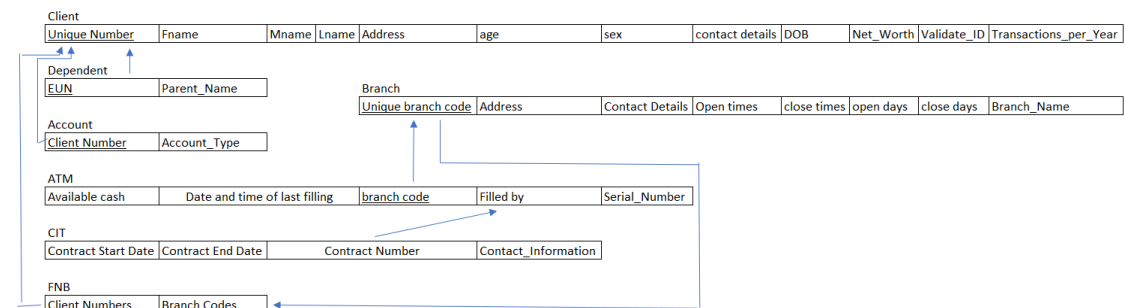 Client
Unique Number Fname Mname Lname Address age sex contact details DOB Net_Worth Validate_ID Transactions_per_Year
Dependent
EUN Parent_Name
Branch
Unique branch code Address Contact Details Open times close times open days close days Branch_Name
Account
Client Number Account_Type
ATM
Available cash Date and time of last filling branch code Filled by Serial_Number
CIT
Contract Start Date Contract End Date Contract Number Contact_Information
FNB
Client Numbers Branch Codes